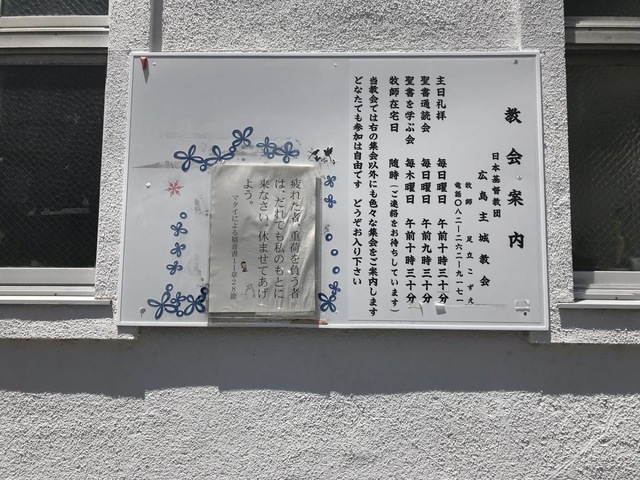 教会案内
日本基督教団
広島主城教会
牧師 足立こずえ
電話〇八二-二六二-九一七一
主日礼拝 毎日曜日 午前十時三十分
聖書通読会 毎日曜日 午前九時三十分
聖書を学ぶ会 毎木曜日 午前十時三十分
牧師在宅日 随時(ご連絡をお待ちしています)
当教会では右の集会以外にも色々な集会をご案内します
どなたでも参加は自由です どうぞお入り下さい
疲れた者、重荷を負う者
は、だれでも私のもとに
来なさい。休ませてあげ
よう。
マタイによる福音書11章28節